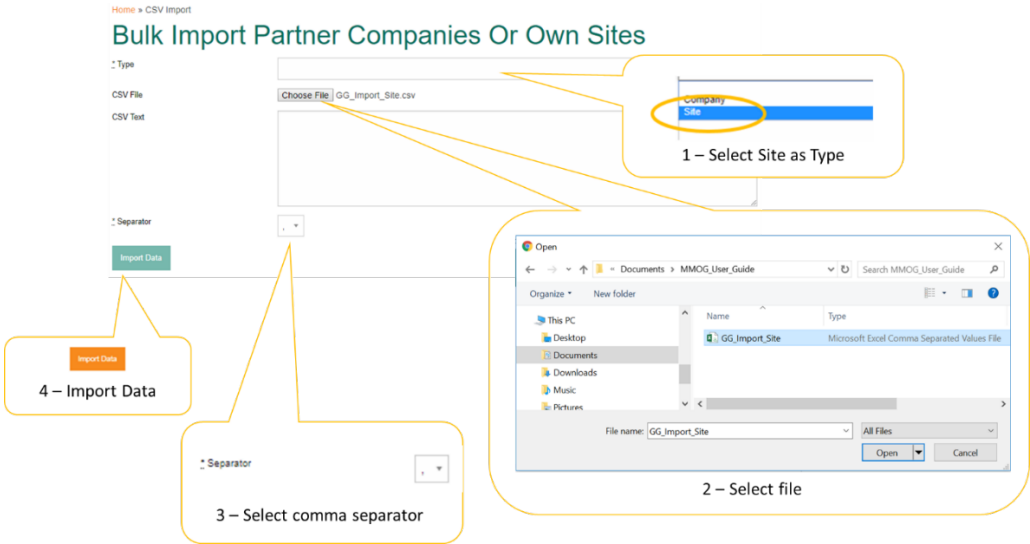 Home » CSV Import
Bulk Import Partner Companies Or Own Sites
* Type
CSV File
Choose File GG_Import_Site.csv
CSV Text
Company
Site
1 – Select Site as Type
* Separator
,
Import Data
Open
« Documents > MMOG_User_Guide
Search MMOG_User_Guide
Organize
New folder
?
This PC
Desktop
Documents
Downloads
Music
Pictures
Name
Type
GG_Import_Site
Microsoft Excel Comma Separated Values File
File name: GG_Import_Site
All Files
Open
Cancel
2 – Select file
Import Data
4 – Import Data
* Separator
,
3 – Select comma separator